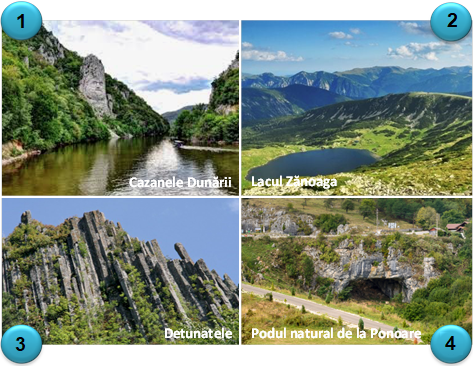 1
2
Cazanele Dunării
Lacul Zănoaga
3
4
Detunatele
Podul natural de la Ponoare